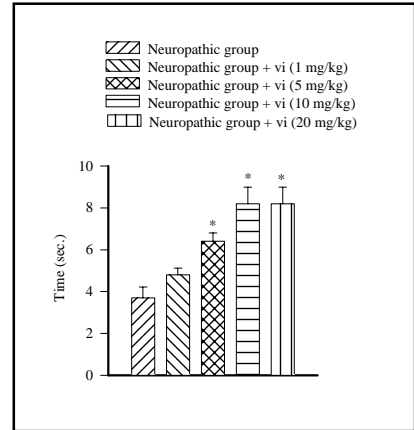 Neuropathic group
Neuropathic group + vi (1 mg/kg)
Neuropathic group + vi (5 mg/kg)
Neuropathic group + vi (10 mg/kg)
Neuropathic group + vi (20 mg/kg)
10
8
6
4
2
0
Time (sec.)
* * *